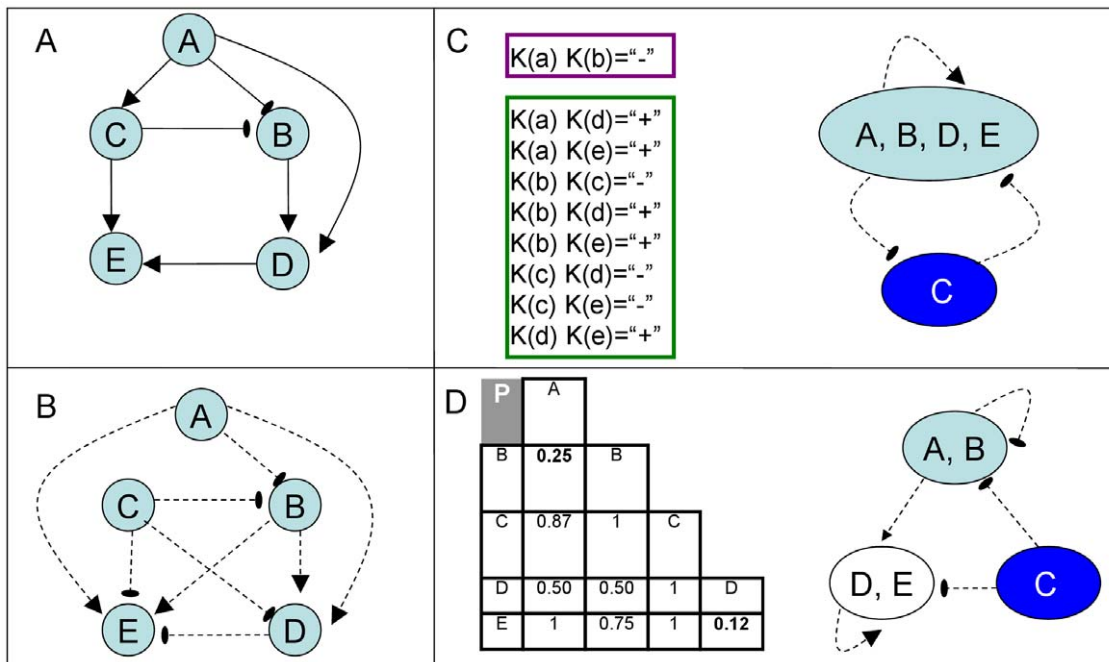 A
A
C
B
E
D
B
A
C
B
E
D
C
K(a) K(b)="-"
K(a) K(d)="+"
K(a) K(e)="+"
K(b) K(c)="-"
K(b) K(d)="+"
K(b) K(e)="+"
K(c) K(d)="-"
K(c) K(e)="-"
K(d) K(e)="+"
A, B, D, E
C
D
P A
B 0.25 B
C 0.87 1 C
D 0.50 0.50 1 D
E 1 0.75 1 0.12
A, B
D, E
C